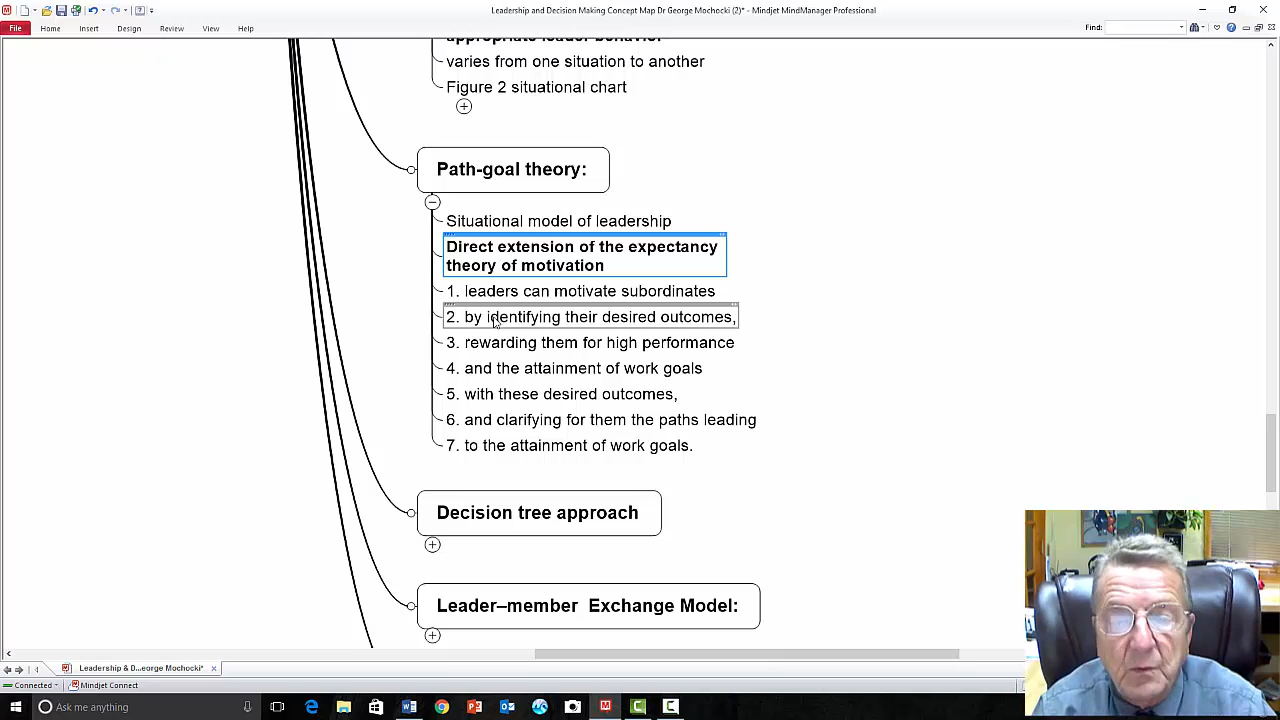 Leadership and Decision Making Concept Map Dr George Mochocki (2)* - Mindjet MindManager Professional
File Home Insert Design Review View Help
Find:
varies from one situation to another
Figure 2 situational chart
Path-goal theory:
Situational model of leadership
Direct extension of the expectancy
theory of motivation
1. leaders can motivate subordinates
2. by identifying their desired outcomes,
3. rewarding them for high performance
4. and the attainment of work goals
5. with these desired outcomes,
6. and clarifying for them the paths leading
7. to the attainment of work goals.
Decision tree approach
Leader–member Exchange Model:
Leadership & D...eorge Mochocki*
Connected
Mindjet Connect
Ask me anything